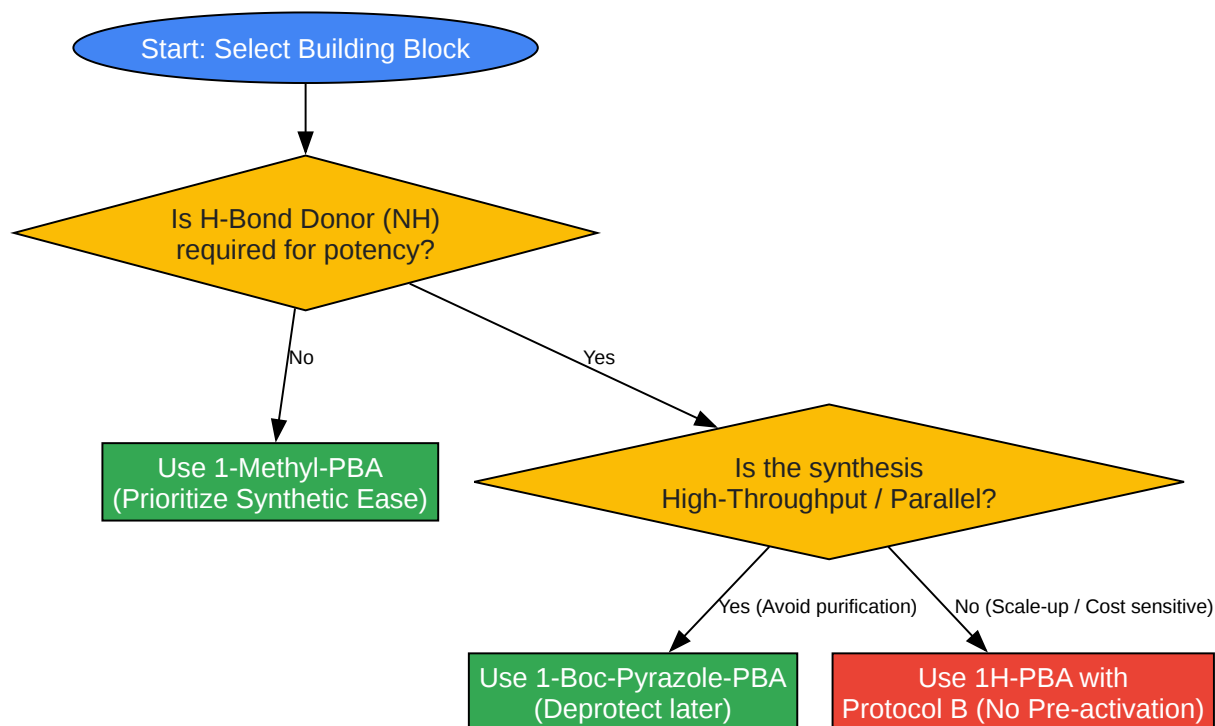 Start: Select Building Block
Is H-Bond Donor (NH)
required for potency?
No
Yes
Use 1-Methyl-PBA
(Prioritize Synthetic Ease)
Is the synthesis
High-Throughput / Parallel?
Yes (Avoid purification)
No (Scale-up / Cost sensitive)
Use 1-Boc-Pyrazole-PBA
(Deprotect later)
Use 1H-PBA with
Protocol B (No Pre-activation)